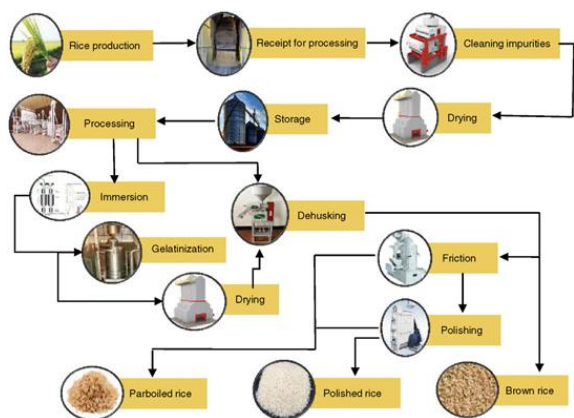 Rice production
Receipt for processing
Cleaning impurities
Processing
Storage
Drying
Immersion
Dehusking
Gelatinization
Friction
Drying
Polishing
Parboiled rice
Polished rice
Brown rice